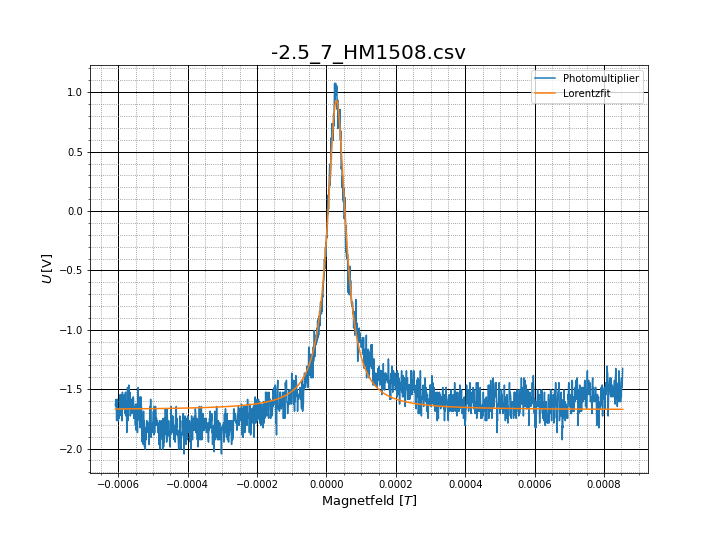 -2.5_7_HM1508.csv
Photomultiplier
Lorentzfit
1.0
0.5
0.0
−0.5
−1.0
−1.5
−2.0
U[V]
−0.0006 −0.0004 −0.0002 0.0000 0.0002 0.0004 0.0006 0.0008
Magnetfeld [T]